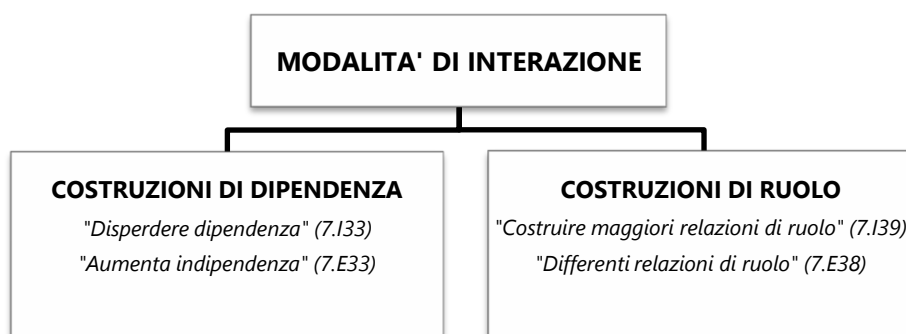 MODALITA' DI INTERAZIONE
COSTRUZIONI DI DIPENDENZA
"Disperdere dipendenza" (7.I33)
"Aumenta indipendenza" (7.E33)
COSTRUZIONI DI RUOLO
"Costruire maggiori relazioni di ruolo" (7.I39)
"Differenti relazioni di ruolo" (7.E38)